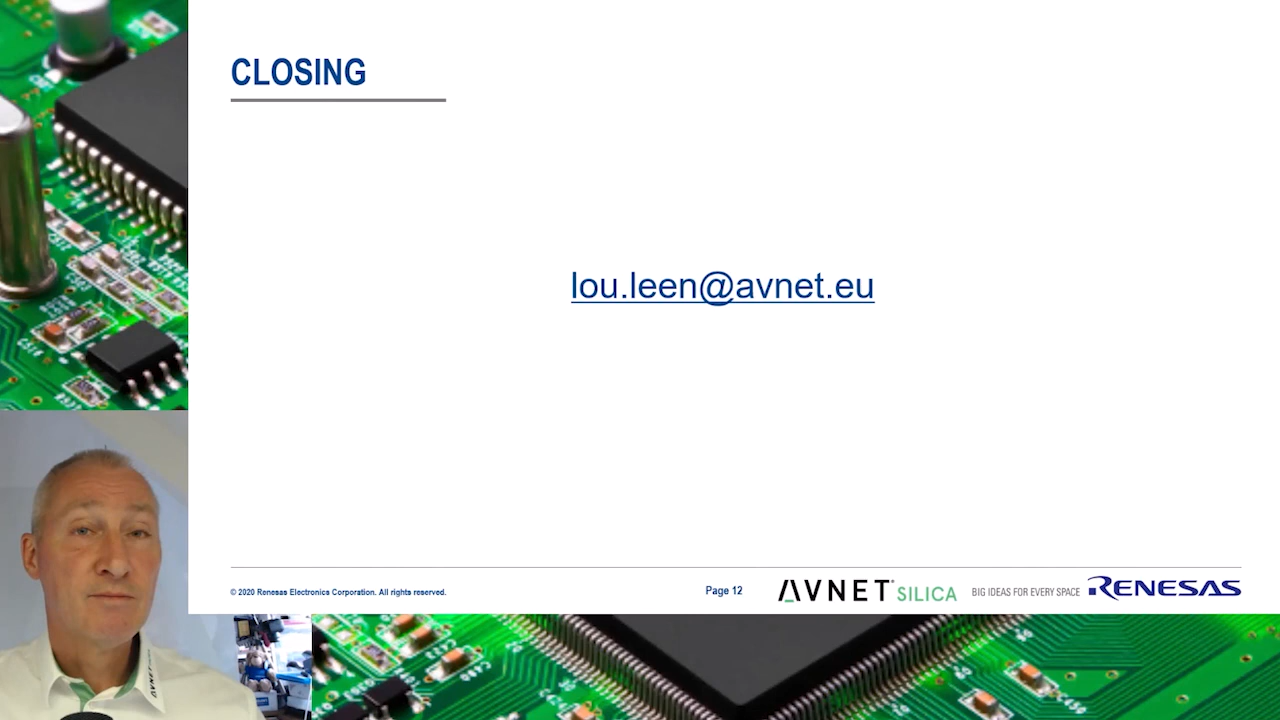 CLOSING
lou.leen@avnet.eu
© 2020 Renesas Electronics Corporation. All rights reserved.
Page 12
AVNET SILICA
BIG IDEAS FOR EVERY SPACE
RENESAS
AVNET